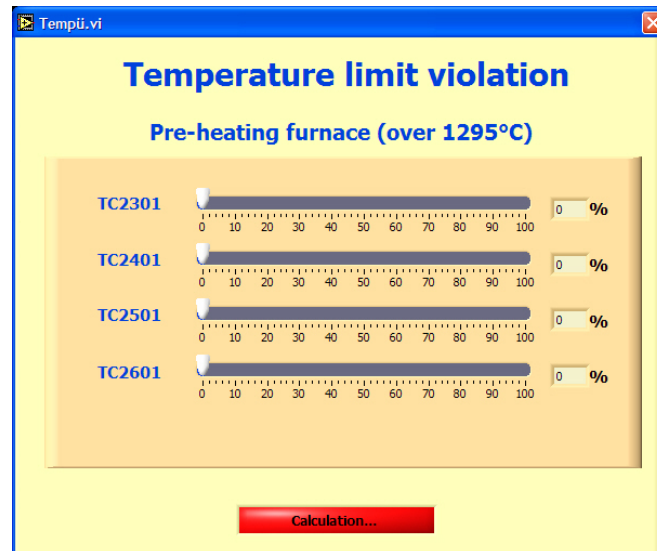 Tempü.vi
Temperature limit violation
Pre-heating furnace (over 1295°C)
TC2301
0 %
0 10 20 30 40 50 60 70 80 90 100
TC2401
0 %
0 10 20 30 40 50 60 70 80 90 100
TC2501
0 %
0 10 20 30 40 50 60 70 80 90 100
TC2601
0 %
0 10 20 30 40 50 60 70 80 90 100
Calculation...